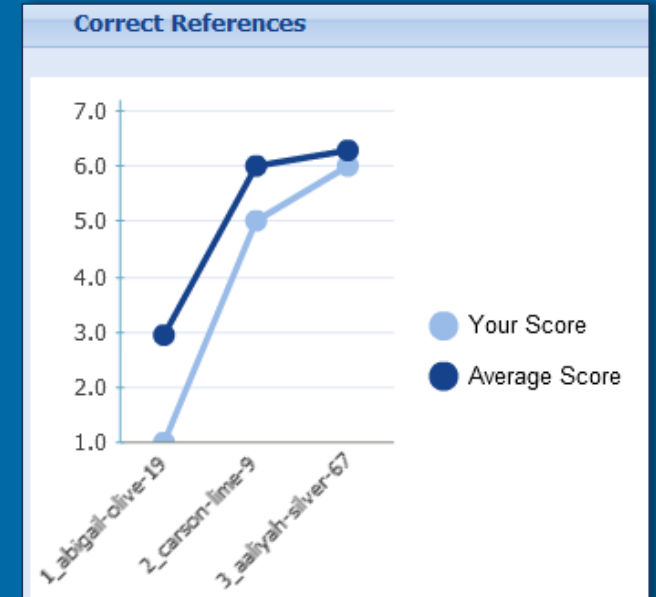 Correct References
7.0
6.0
5.0
4.0
3.0
2.0
1.0
1_abigail-olive-19
2_carson-lime-9
3_aaliyah-silver-67
Your Score
Average Score